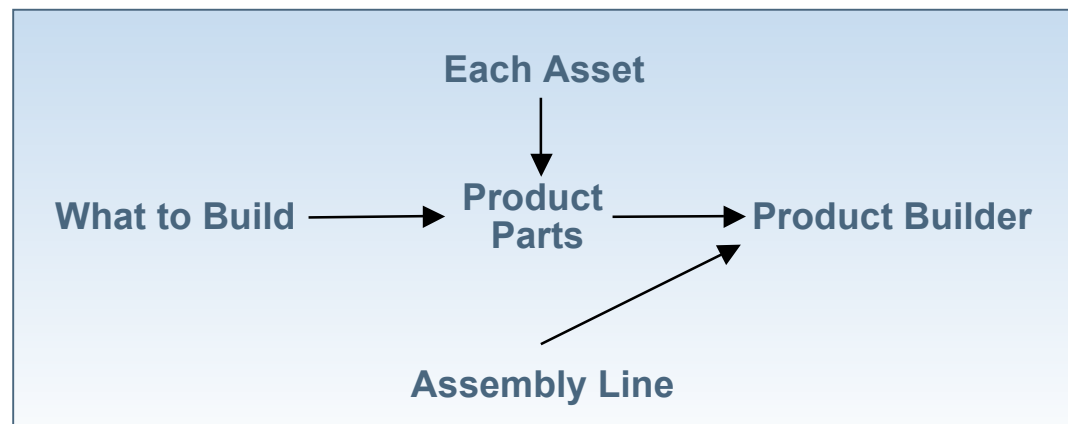 Each Asset
What to Build
Product
Parts
Product Builder
Assembly Line